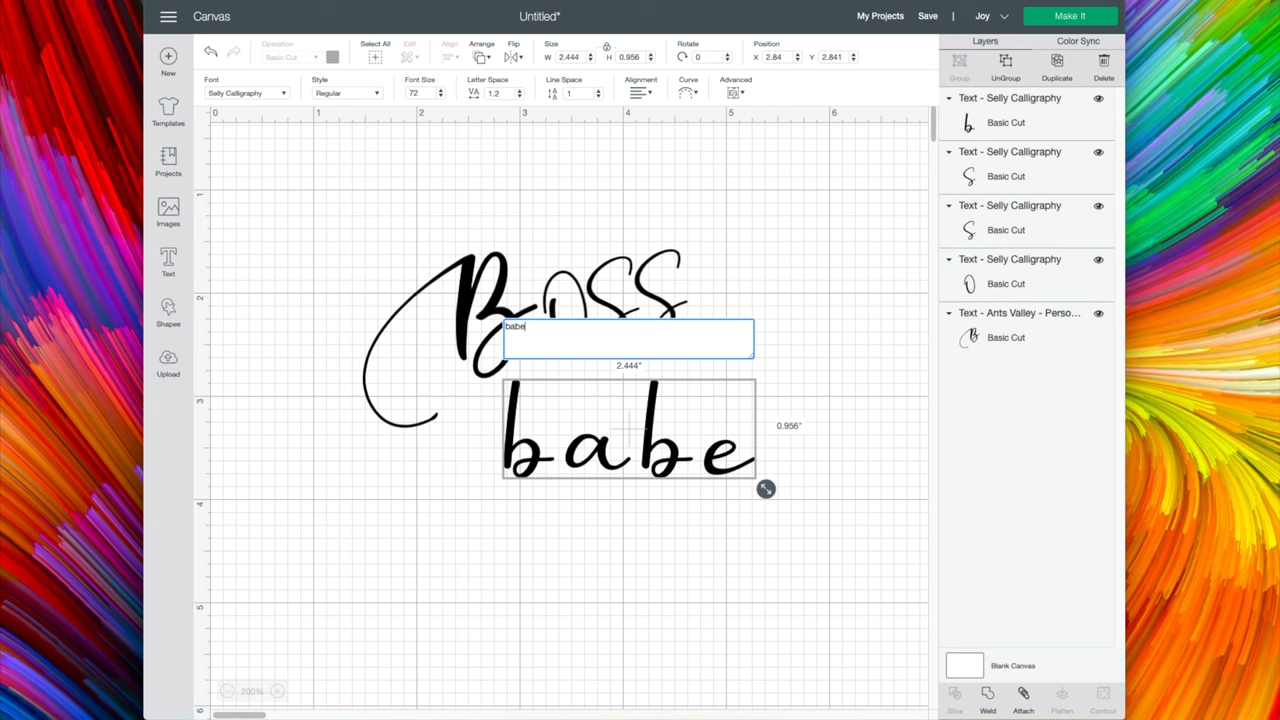 Canvas
Untitled*
My Projects
Save
|
Joy
Make It
Operation
Basic Cut
Select All
Edit
Align
Arrange
Flip
Size
W 2.444
H 0.956
Rotate
0
Position
X 2.84
Y 2.841
Font
Selly Calligraphy
Style
Regular
Font Size
72
Letter Space
VA 1.2
Line Space
1
Alignment
Curve
Advanced
New
Templates
Projects
Images
Text
Shapes
Upload
0 1 2 3 4 5 6
1
2
3
4
5
6
Boss
babe
2.444"
babe
0.956"
200%
Layers
Color Sync
Group
UnGroup
Duplicate
Delete
Text - Selly Calligraphy
b Basic Cut
Text - Selly Calligraphy
S Basic Cut
Text - Selly Calligraphy
S Basic Cut
Text - Selly Calligraphy
O Basic Cut
Text - Ants Valley - Perso...
B Basic Cut
Blank Canvas
Slice
Weld
Attach
Flatten
Contour